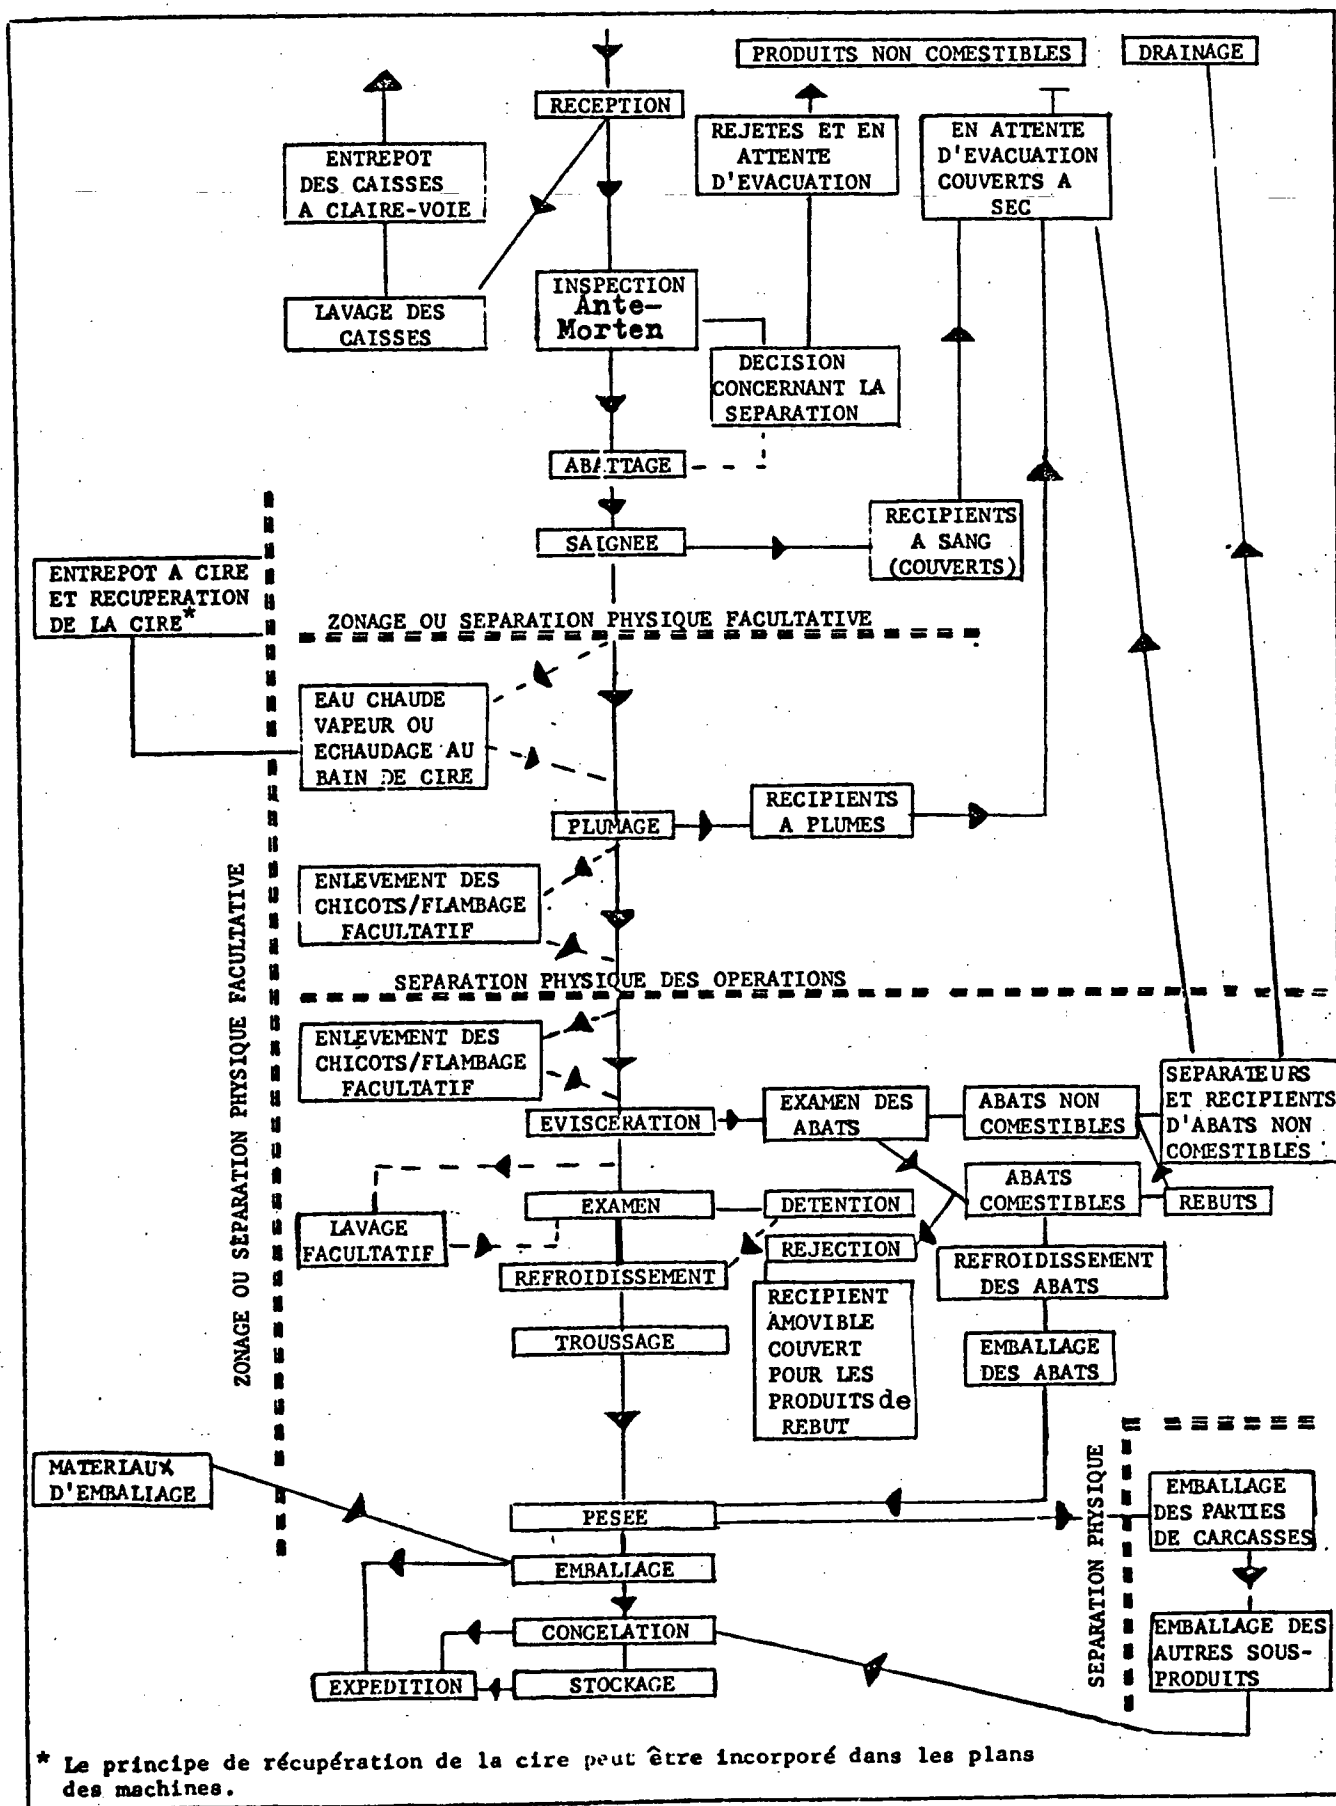 PRODUITS NON COMESTIBLES
DRAINAGE
RECEPTION
REJETES ET EN
ATTENTE
D'EVACUATION
EN ATTENTE
D'EVACUATION
COUVERTS A
SEC
ENTREPOT
DES CAISSES
A CLAIRE-VOIE
LAVAGE DES
CAISSES
INSPECTION
Ante-
Morten
DECISION
CONCERNANT LA
SEPARATION
ABATTAGE
SAIGNEE
RECIPIENTS
A SANG
(COUVERTS)
ENTREPOT A CIRE
ET RECUPERATION
DE LA CIRE*
ZONAGE OU SEPARATION PHYSIQUE FACULTATIVE
EAU CHAUDE
VAPEUR OU
ECHAUDAGE AU
BAIN DE CIRE
PLUMAGE
RECIPIENTS
A PLUMES
ENLEVEMENT DES
CHICOTS/FLAMBAGE
FACULTATIF
ZONAGE OU SEPARATION PHYSIQUE FACULTATIVE
SEPARATION PHYSIQUE DES OPERATIONS
ENLEVEMENT DES
CHICOTS/FLAMBAGE
FACULTATIF
EVISCERATION
EXAMEN DES
ABATS
ABATS NON
COMESTIBLES
SEPARATEURS
ET RECIPIENTS
D'ABATS NON
COMESTIBLES
EXAMEN
DETENTION
ABATS
COMESTIBLES
REBUTS
LAVAGE
FACULTATIF
REJECTION
REFROIDISSEMENT
REFROIDISSEMENT
DES ABATS
RECIPIENT
AMOVIBLE
COUVERT
POUR LES
PRODUITS de
REBUT
TROUSSAGE
EMBALLAGE
DES ABATS
MATERIAUX
D'EMBALLAGE
PESEE
SEPARATION PHYSIQUE
EMBALLAGE
DES PARTIES
DE CARCASSES
EMBALLAGE
CONGELATION
EMBALLAGE DES
AUTRES SOUS-
PRODUITS
EXPEDITION
STOCKAGE
* Le principe de récupération de la cire peut être incorporé dans les plans
des machines.